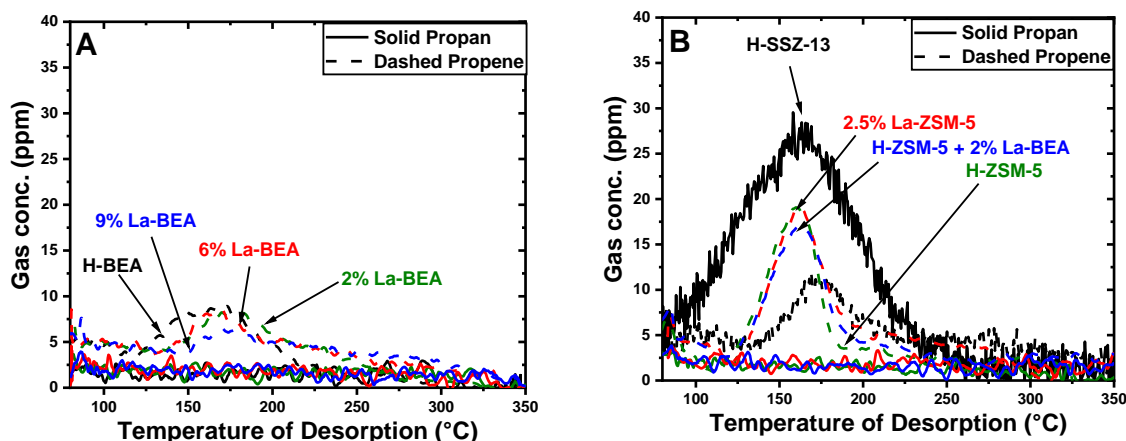 A
Solid Propan
Dashed Propene
9% La-BEA
H-BEA
6% La-BEA
2% La-BEA
40
35
30
25
20
15
10
5
0
100 150 200 250 300 350
Gas conc. (ppm)
Temperature of Desorption (°C)
B
H-SSZ-13
Solid Propan
Dashed Propene
2.5% La-ZSM-5
H-ZSM-5 + 2% La-BEA
H-ZSM-5
40
35
30
25
20
15
10
5
0
100 150 200 250 300 350
Gas conc. (ppm)
Temperature of Desorption (°C)